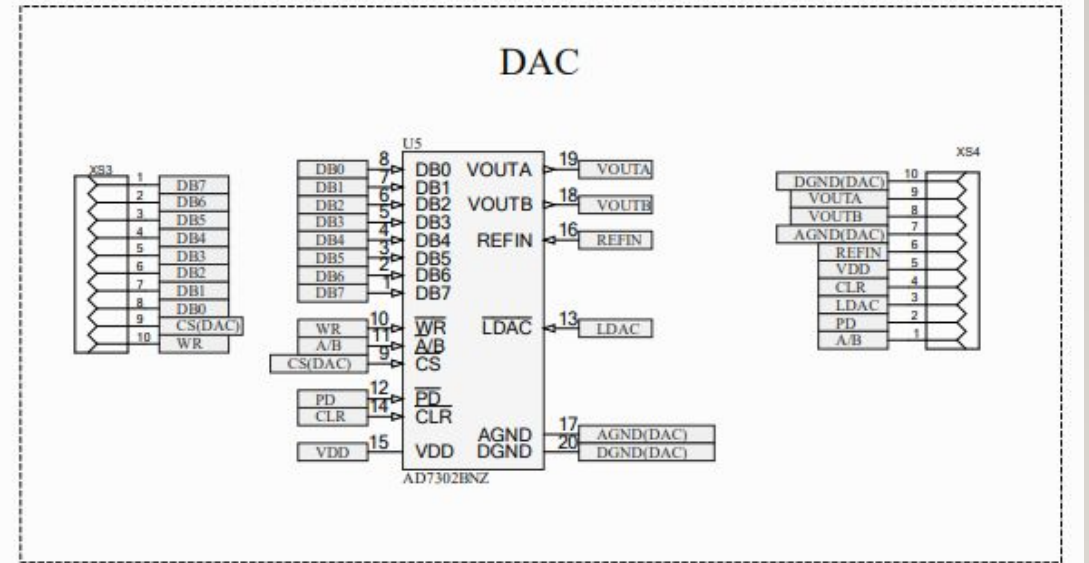 DAC
XS3
1 DB7
2 DB6
3 DB5
4 DB4
5 DB3
6 DB2
7 DB1
8 DB0
9 CS(DAC)
10 WR
U5
DB0 8 DB0 VOUTA 19 VOUTA
DB1 7 DB1
DB2 6 DB2 VOUTB 18 VOUTB
DB3 5 DB3
DB4 4 DB4 REFIN 16 REFIN
DB5 3 DB5
DB6 2 DB6
DB7 1 DB7
WR 10 WR LDAC 13 LDAC
A/B 11 A/B
CS(DAC) 9 CS
PD 12 PD
CLR 14 CLR
AGND 17 AGND(DAC)
VDD 15 VDD DGND 20 DGND(DAC)
AD7302BNZ
XS4
DGND(DAC) 10
VOUTA 9
VOUTB 8
AGND(DAC) 7
REFIN 6
VDD 5
CLR 4
LDAC 3
PD 2
A/B 1